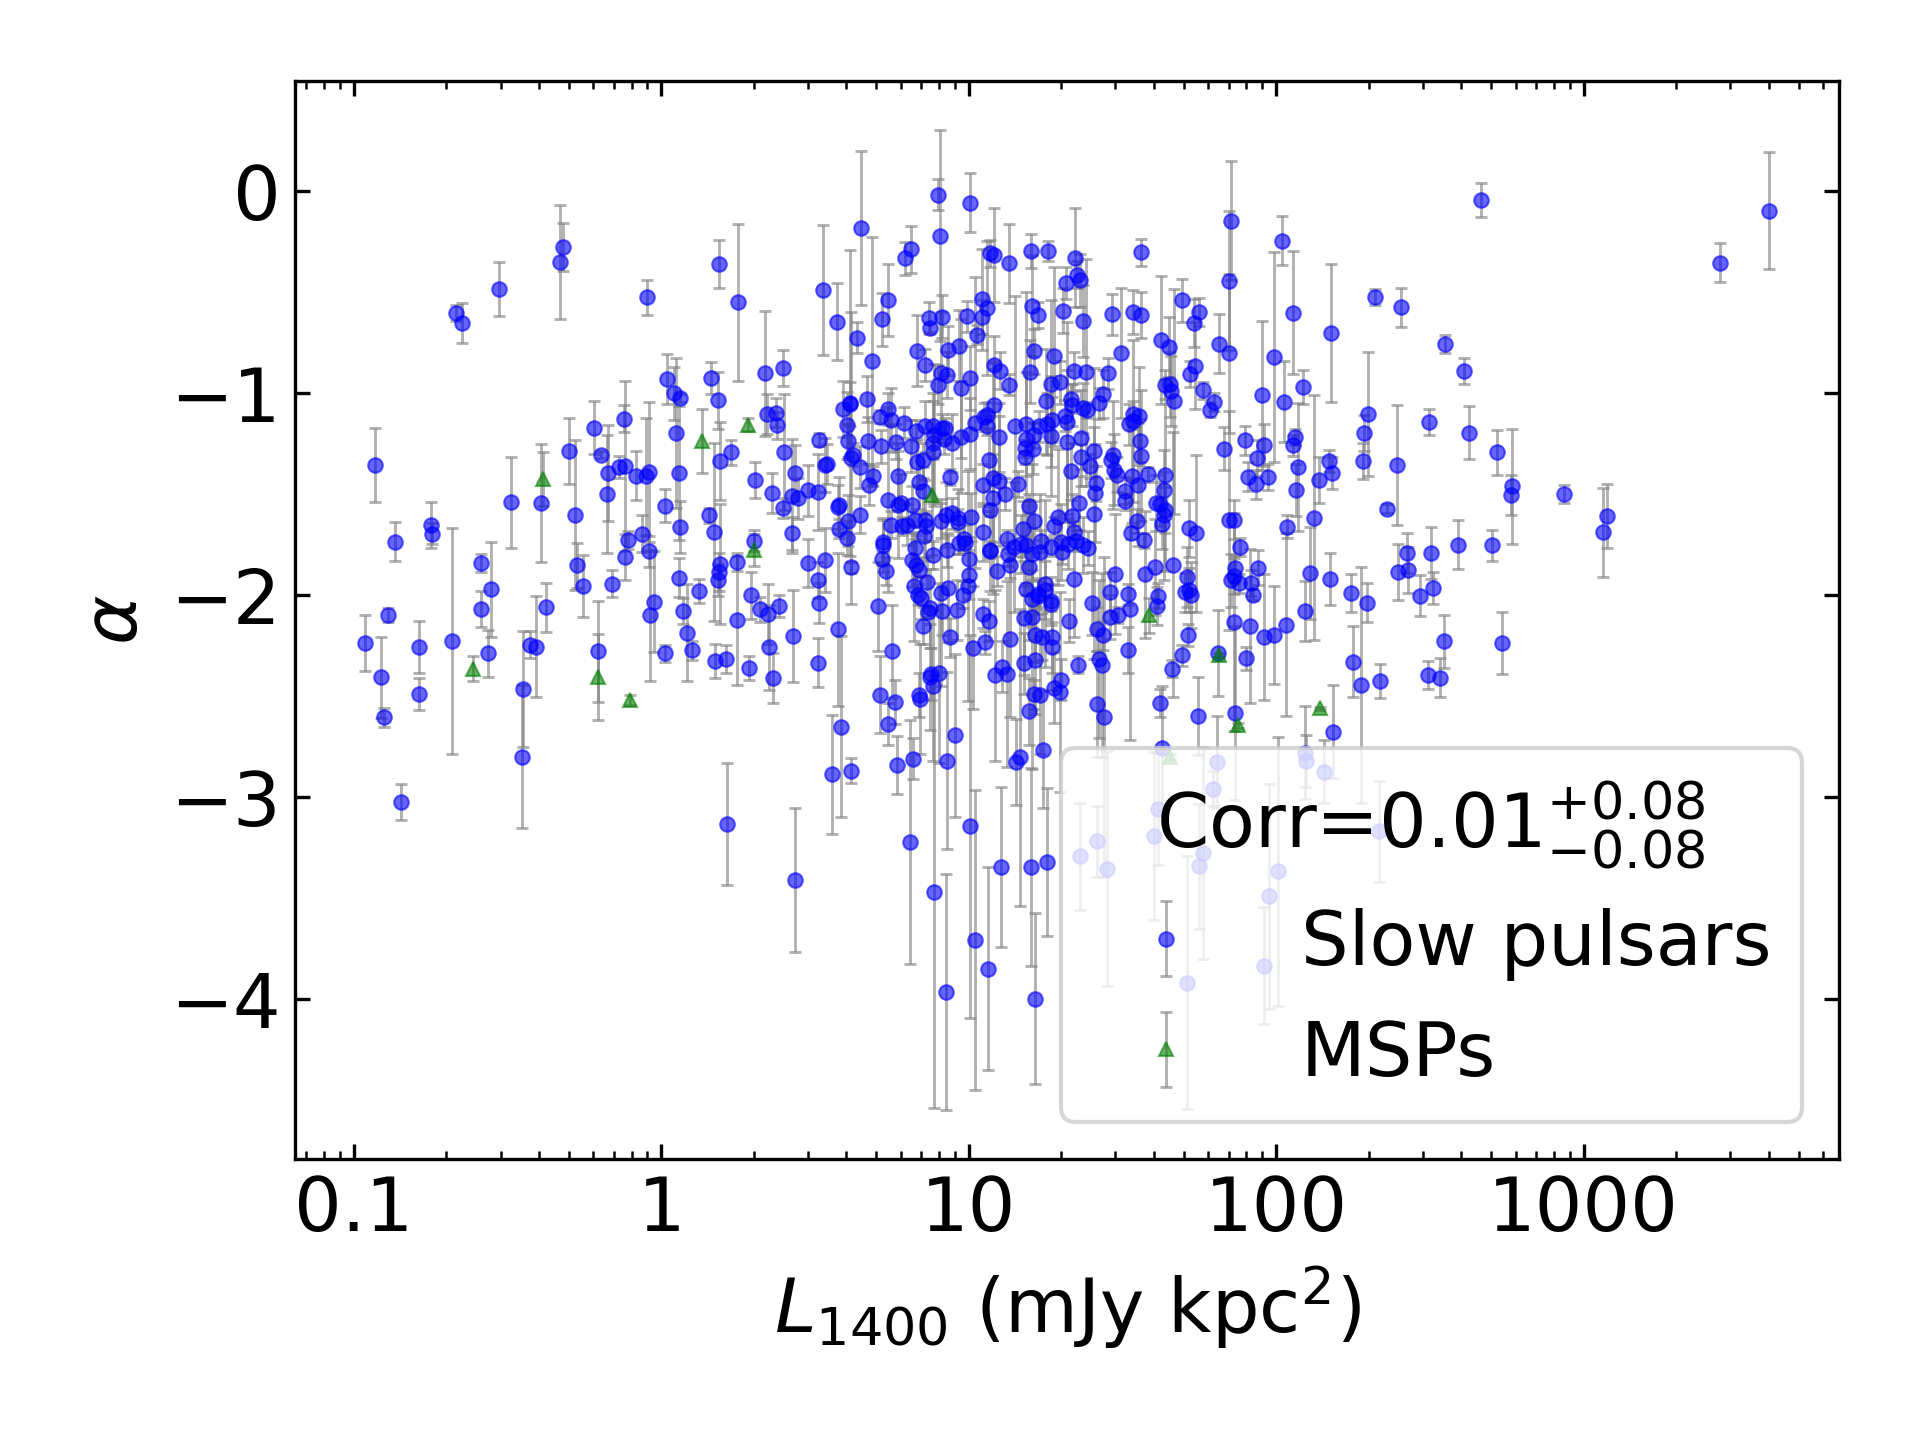 0
−1
−2
−3
−4
α
Corr=0.01⁺⁰·⁰⁸₋₀.₀₈
Slow pulsars
MSPs
0.1 1 10 100 1000
L₁₄₀₀ (mJy kpc²)